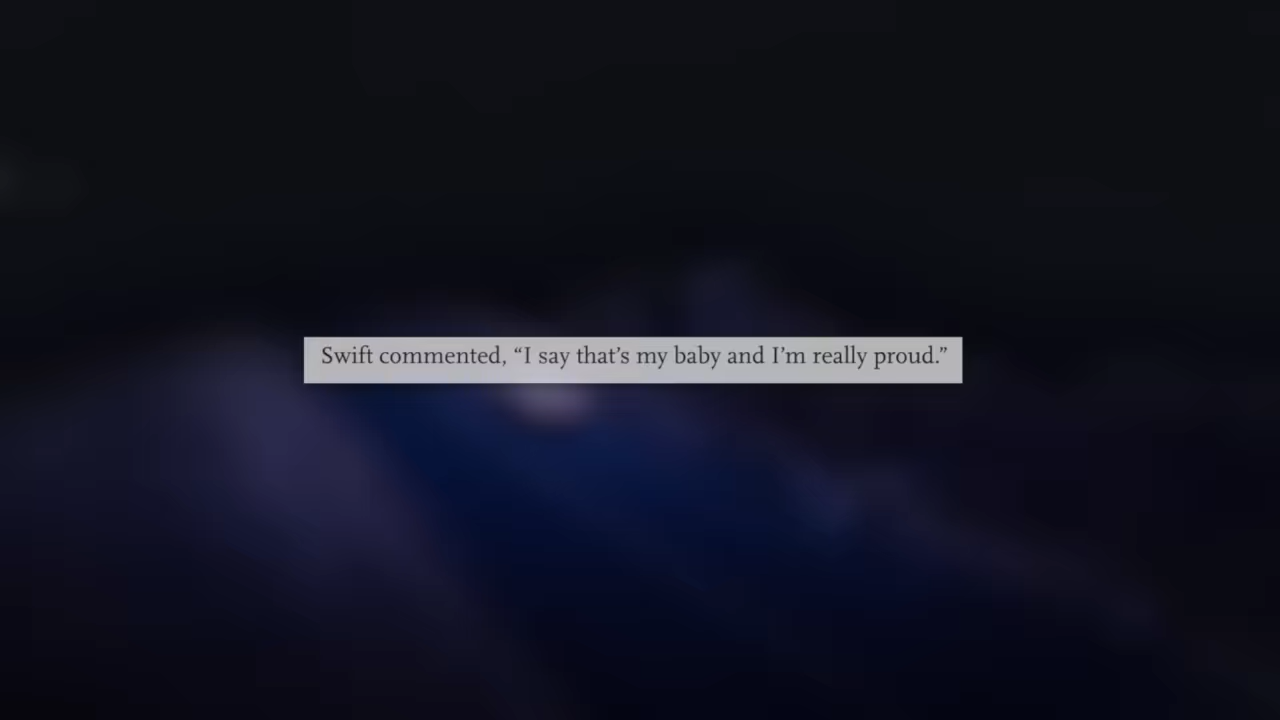 Swift commented, “I say that’s my baby and I’m really proud.”